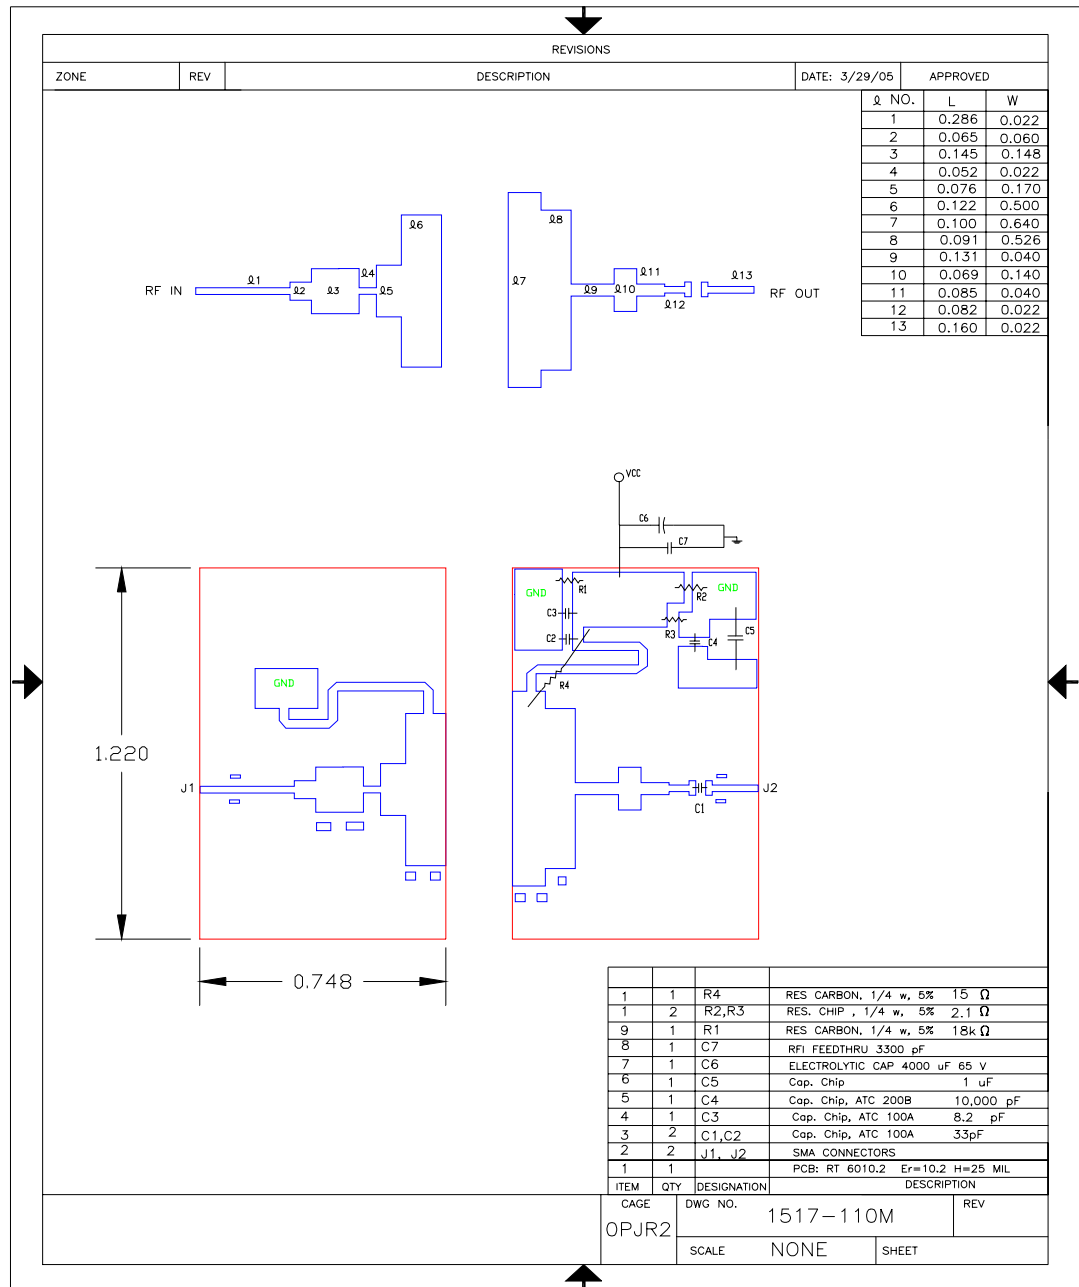 REVISIONS
ZONE REV DESCRIPTION DATE: 3/29/05 APPROVED
ℓ NO. L W
1 0.286 0.022
2 0.065 0.060
3 0.145 0.148
4 0.052 0.022
5 0.076 0.170
6 0.122 0.500
7 0.100 0.640
8 0.091 0.526
9 0.131 0.040
10 0.069 0.140
11 0.085 0.040
12 0.082 0.022
13 0.160 0.022
ℓ6 ℓ8
ℓ1 ℓ4 ℓ7 ℓ11 ℓ13
RF IN ℓ2 ℓ3 ℓ5 ℓ9 ℓ10 RF OUT
ℓ12
VCC
C6
C7
GND R1 R2 GND
C3
C2 R3 C4 C5
GND R4
1.220
J1 J2
C1
0.748
1 1 R4 RES CARBON, 1/4 w, 5% 15 Ω
1 2 R2,R3 RES. CHIP , 1/4 w, 5% 2.1 Ω
9 1 R1 RES CARBON, 1/4 w, 5% 18k Ω
8 1 C7 RFI FEEDTHRU 3300 pF
7 1 C6 ELECTROLYTIC CAP 4000 uF 65 V
6 1 C5 Cap. Chip 1 uF
5 1 C4 Cap. Chip, ATC 200B 10,000 pF
4 1 C3 Cap. Chip, ATC 100A 8.2 pF
3 2 C1,C2 Cap. Chip, ATC 100A 33pF
2 2 J1, J2 SMA CONNECTORS
1 1 PCB: RT 6010.2 Er=10.2 H=25 MIL
ITEM QTY DESIGNATION DESCRIPTION
CAGE DWG NO. REV
0PJR2 1517-110M
SCALE NONE SHEET